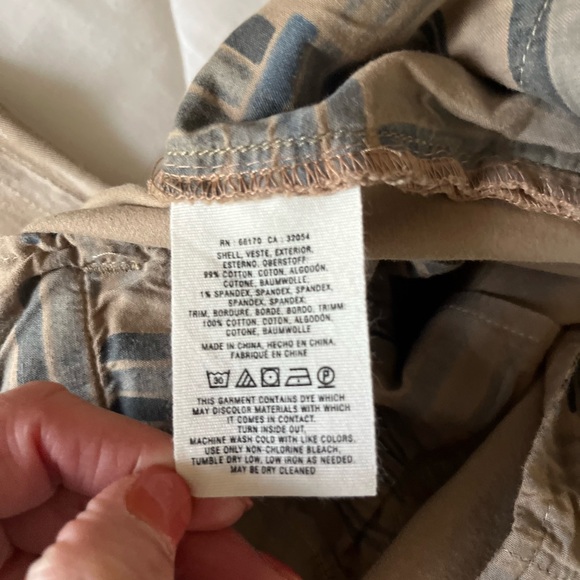 RN : 66170 CA : 32054
SHELL, VESTE, EXTERIOR,
ESTERNO, OBERSTOFF:
99% COTTON, COTON, ALGODÓN,
COTONE, BAUMWOLLE
1% SPANDEX, SPANDEX, SPANDEX,
SPANDEX, SPANDEX
TRIM, BORDURE, BORDE, BORDO, TRIMM:
100% COTTON, COTON, ALGODÓN,
COTONE, BAUMWOLLE
MADE IN CHINA, HECHO EN CHINA,
FABRIQUÉ EN CHINE
30 P
THIS GARMENT CONTAINS DYE WHICH
MAY DISCOLOR MATERIALS WITH WHICH
IT COMES IN CONTACT.
TURN INSIDE OUT.
MACHINE WASH COLD WITH LIKE COLORS.
USE ONLY NON-CHLORINE BLEACH,
TUMBLE DRY LOW, LOW IRON AS NEEDED.
MAY BE DRY CLEANED